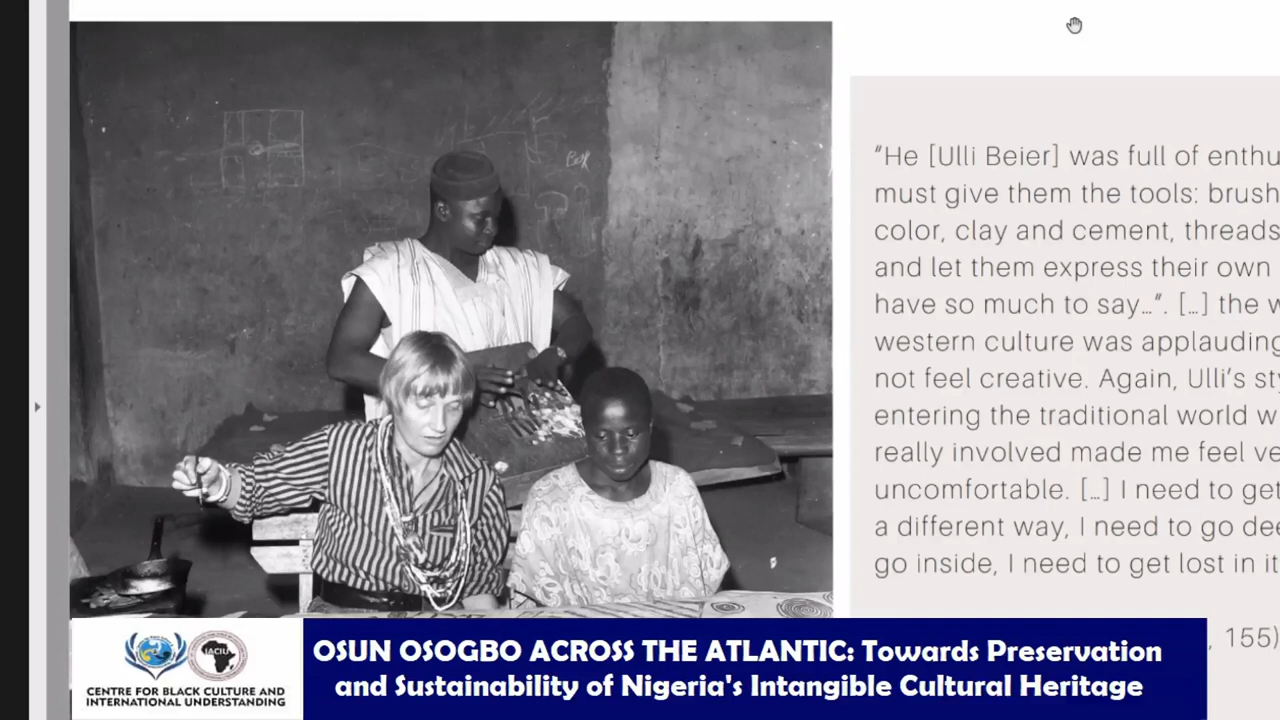 "He [Ulli Beier] was full of enthu
must give them the tools: brush
color, clay and cement, threads
and let them express their own
have so much to say…". […] the w
western culture was applauding
not feel creative. Again, Ulli's sty
entering the traditional world w
really involved made me feel ve
uncomfortable. […] I need to get
a different way, I need to go dee
go inside, I need to get lost in it
, 155)
IACIU
CENTRE FOR BLACK CULTURE AND
INTERNATIONAL UNDERSTANDING
OSUN OSOGBO ACROSS THE ATLANTIC: Towards Preservation
and Sustainability of Nigeria's Intangible Cultural Heritage